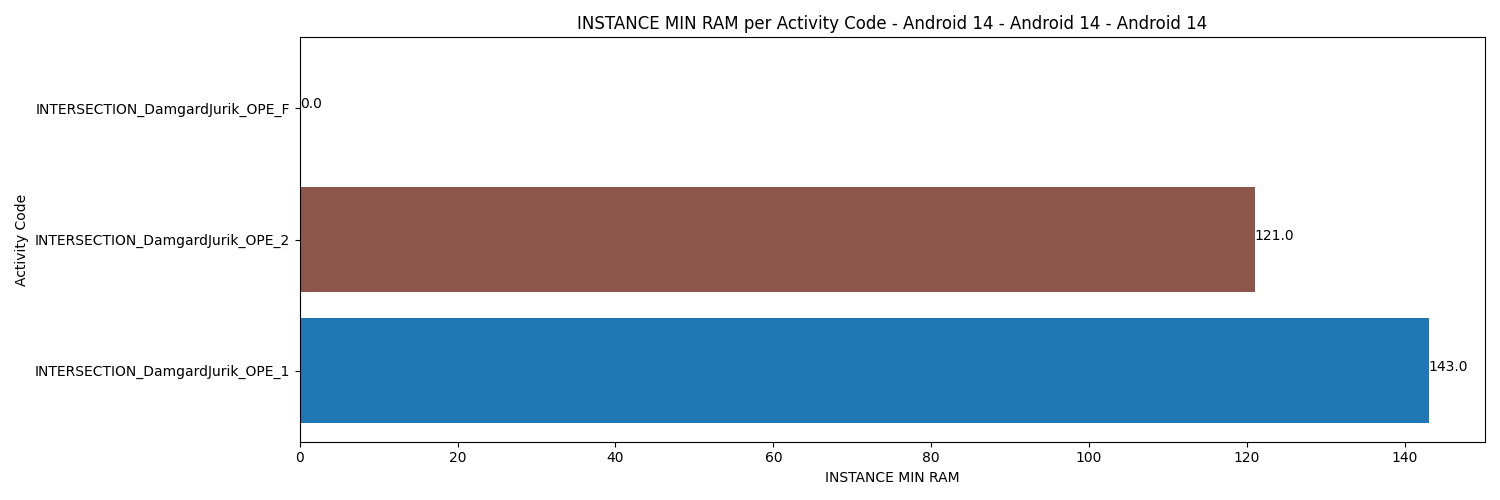 INSTANCE MIN RAM per Activity Code - Android 14 - Android 14 - Android 14
INTERSECTION_DamgardJurik_OPE_F
0.0
Activity Code
INTERSECTION_DamgardJurik_OPE_2
121.0
INTERSECTION_DamgardJurik_OPE_1
143.0
0 20 40 60 80 100 120 140
INSTANCE MIN RAM